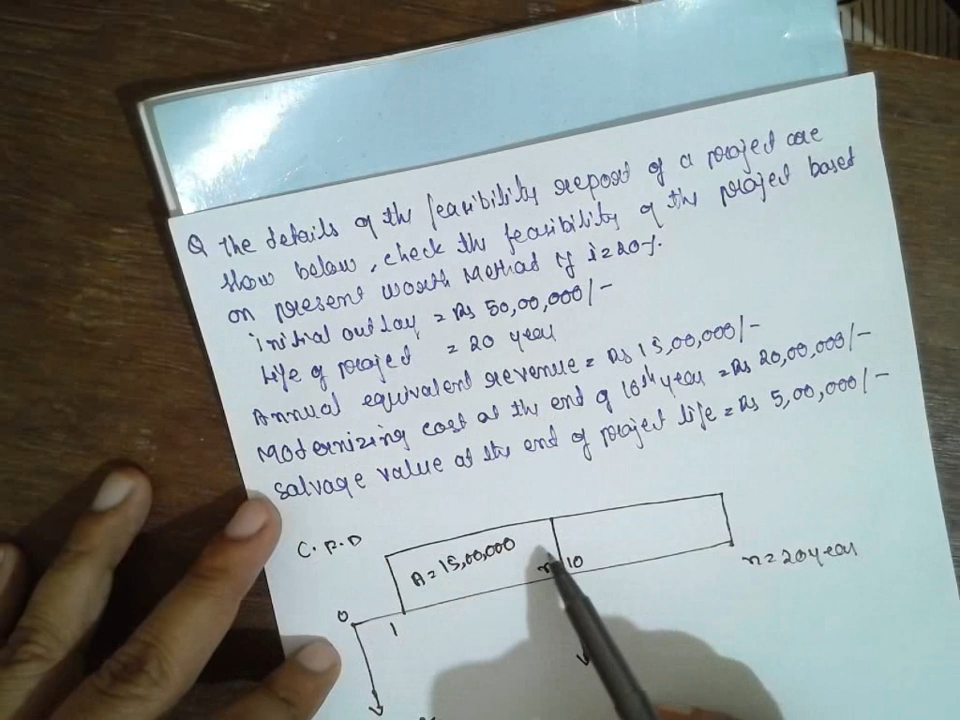 Q The details of the feasibility report of a project are
show below, check the feasibility of the project based
on present worth Method if i=20%.
initial outlay = Rs 50,00,000/-
Life of project = 20 year
Annual equivalent revenue = Rs 15,00,000/-
Modernizing cost at the end of 10th year = Rs 20,00,000/-
Salvage value at the end of project life = Rs 5,00,000/-
C.F.D
A = 15,00,000
10
n = 20 year
0
1